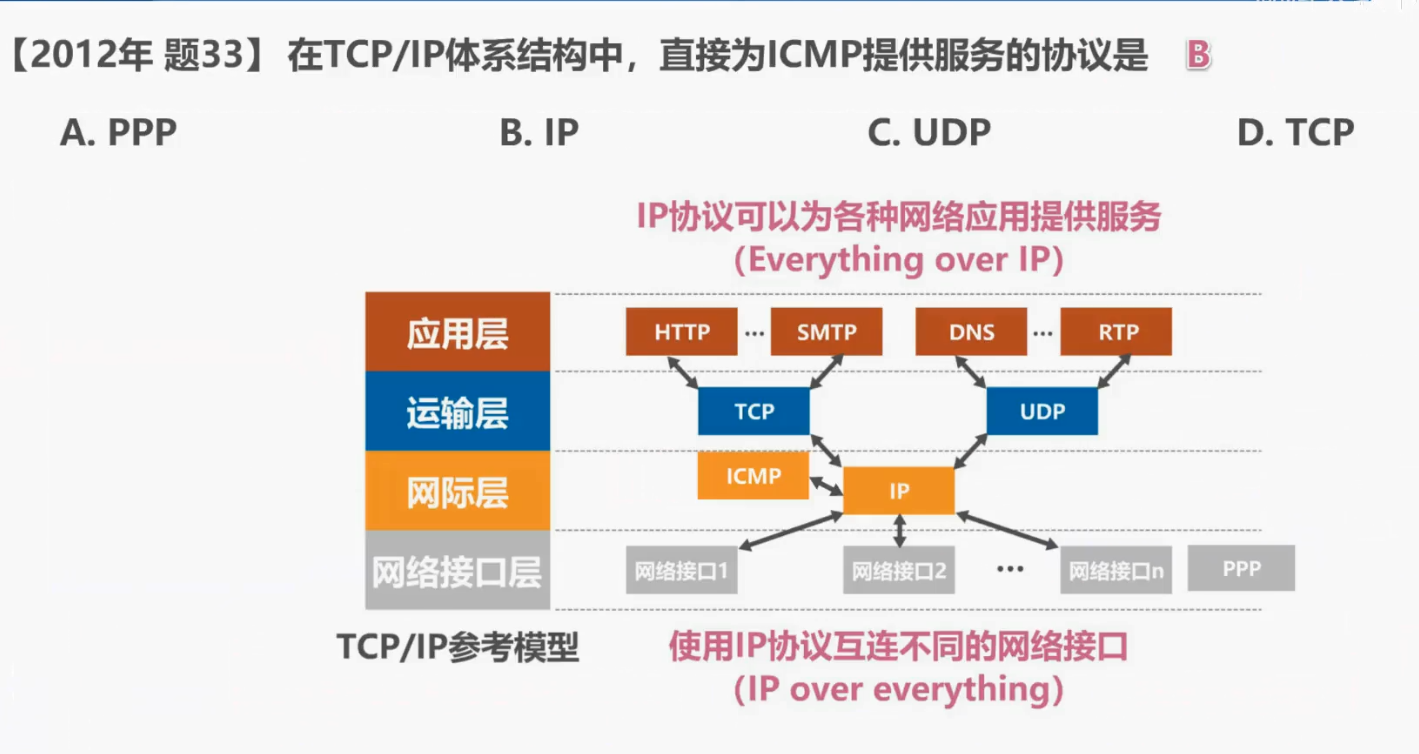 【2012年 题33】 在TCP/IP体系结构中，直接为ICMP提供服务的协议是 B
A. PPP B. IP C. UDP D. TCP
IP协议可以为各种网络应用提供服务
(Everything over IP)
应用层 HTTP ... SMTP DNS ... RTP
运输层 TCP UDP
网际层 ICMP IP
网络接口层 网络接口1 网络接口2 ... 网络接口n PPP
TCP/IP参考模型 使用IP协议互连不同的网络接口
(IP over everything)